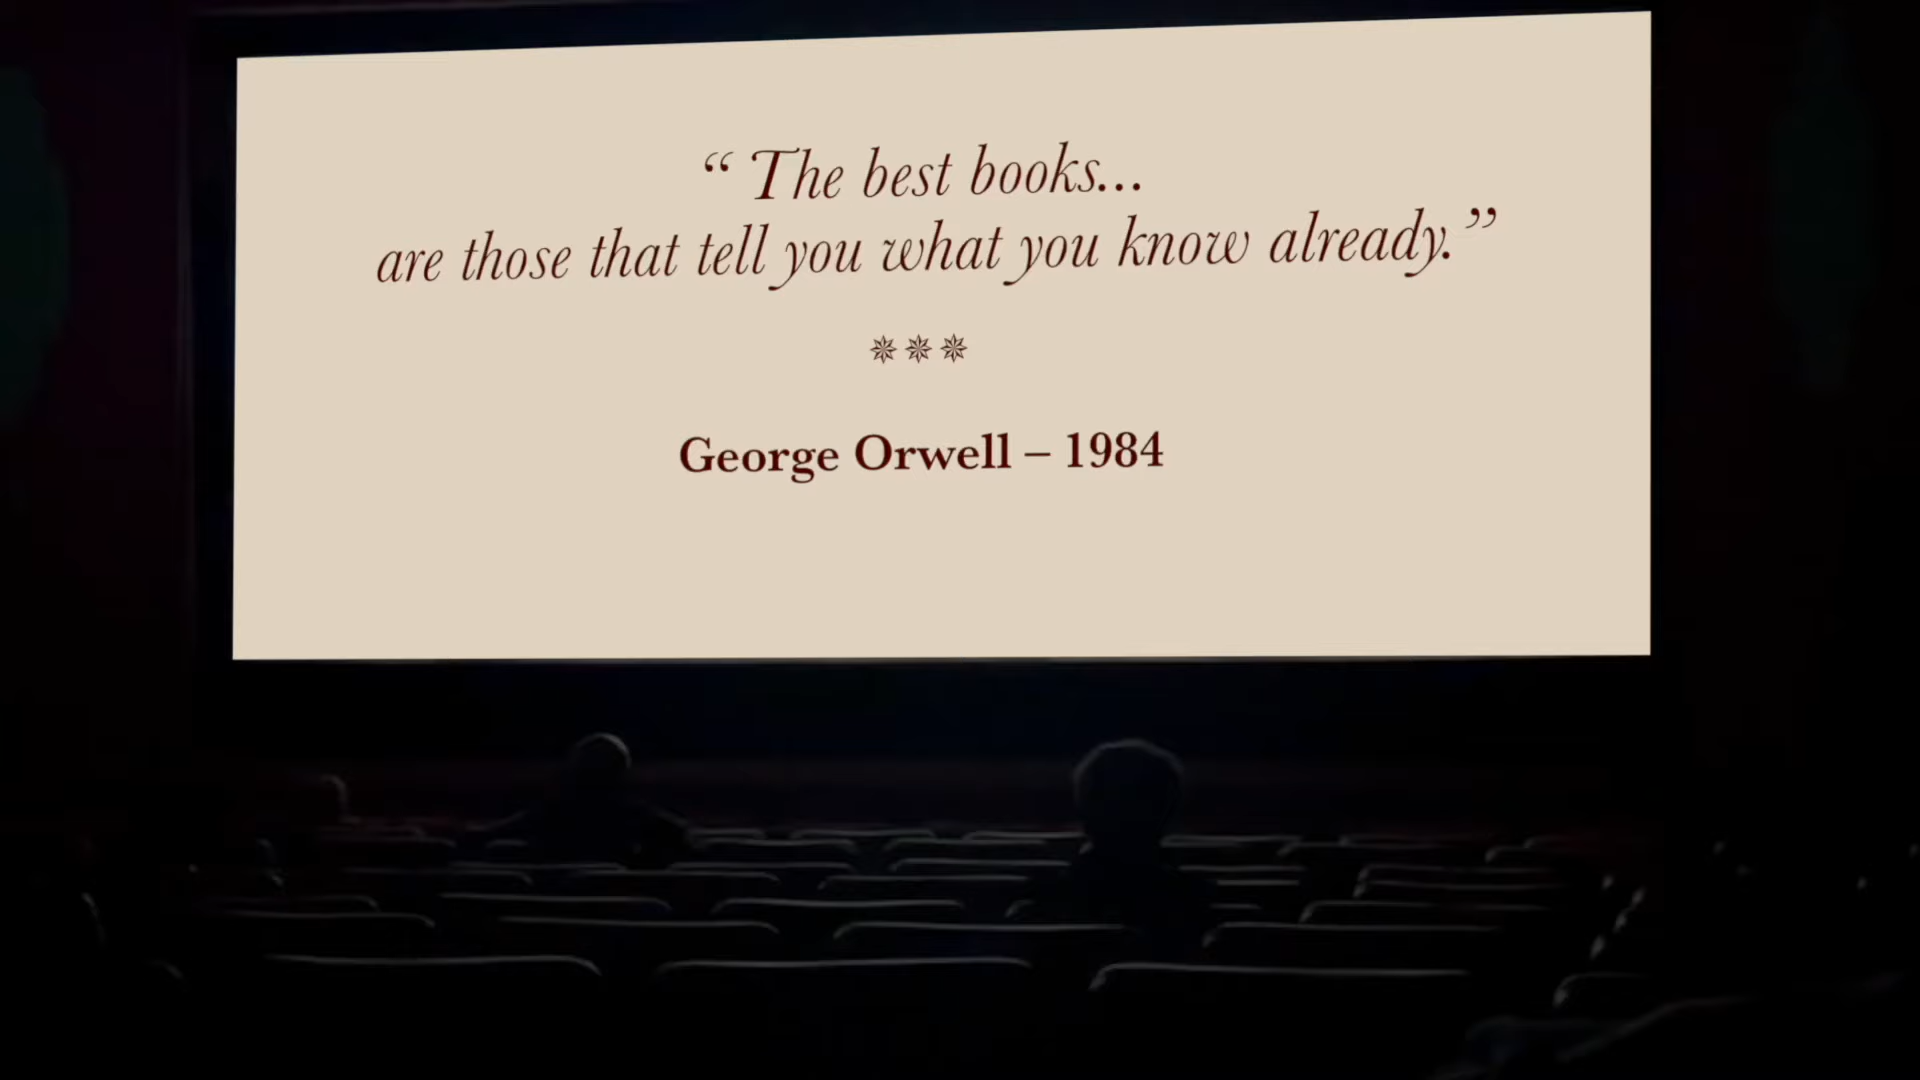 “ The best books...
are those that tell you what you know already.”
✵✵✵
George Orwell – 1984